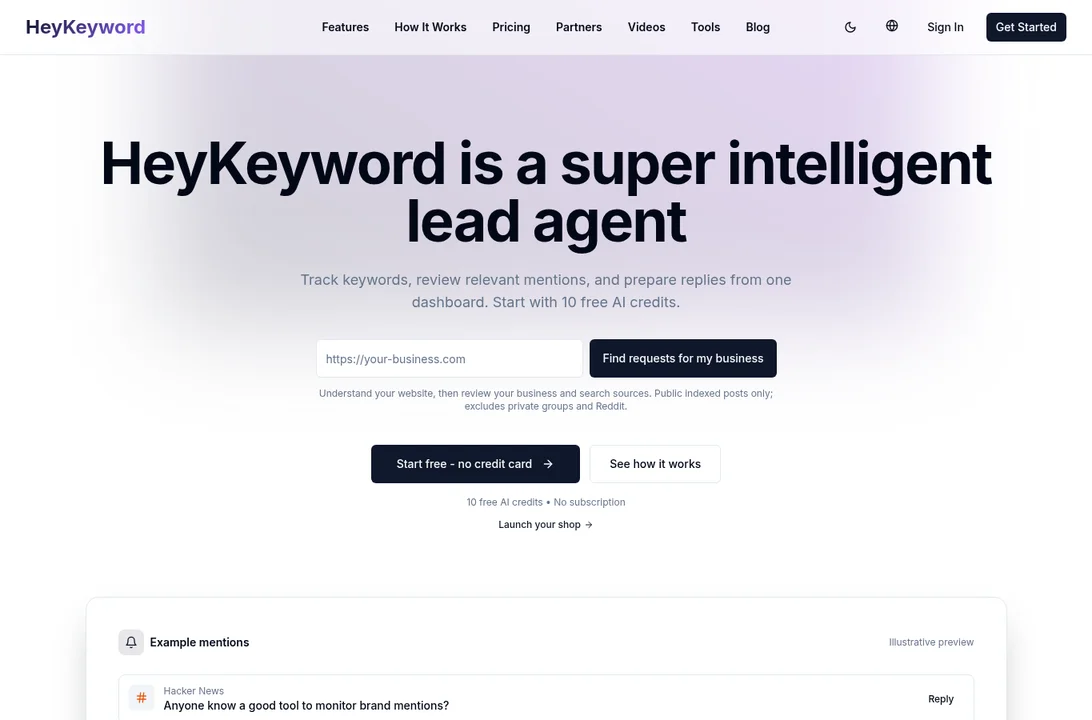 HeyKeyword
Features
How It Works
Pricing
Partners
Videos
Tools
Blog
Sign In
Get Started
HeyKeyword is a super intelligent
lead agent
Track keywords, review relevant mentions, and prepare replies from one
dashboard. Start with 10 free AI credits.
https://your-business.com
Find requests for my business
Understand your website, then review your business and search sources. Public indexed posts only;
excludes private groups and Reddit.
Start free - no credit card →
See how it works
10 free AI credits • No subscription
Launch your shop →
Example mentions
Illustrative preview
#
Hacker News
Anyone know a good tool to monitor brand mentions?
Reply